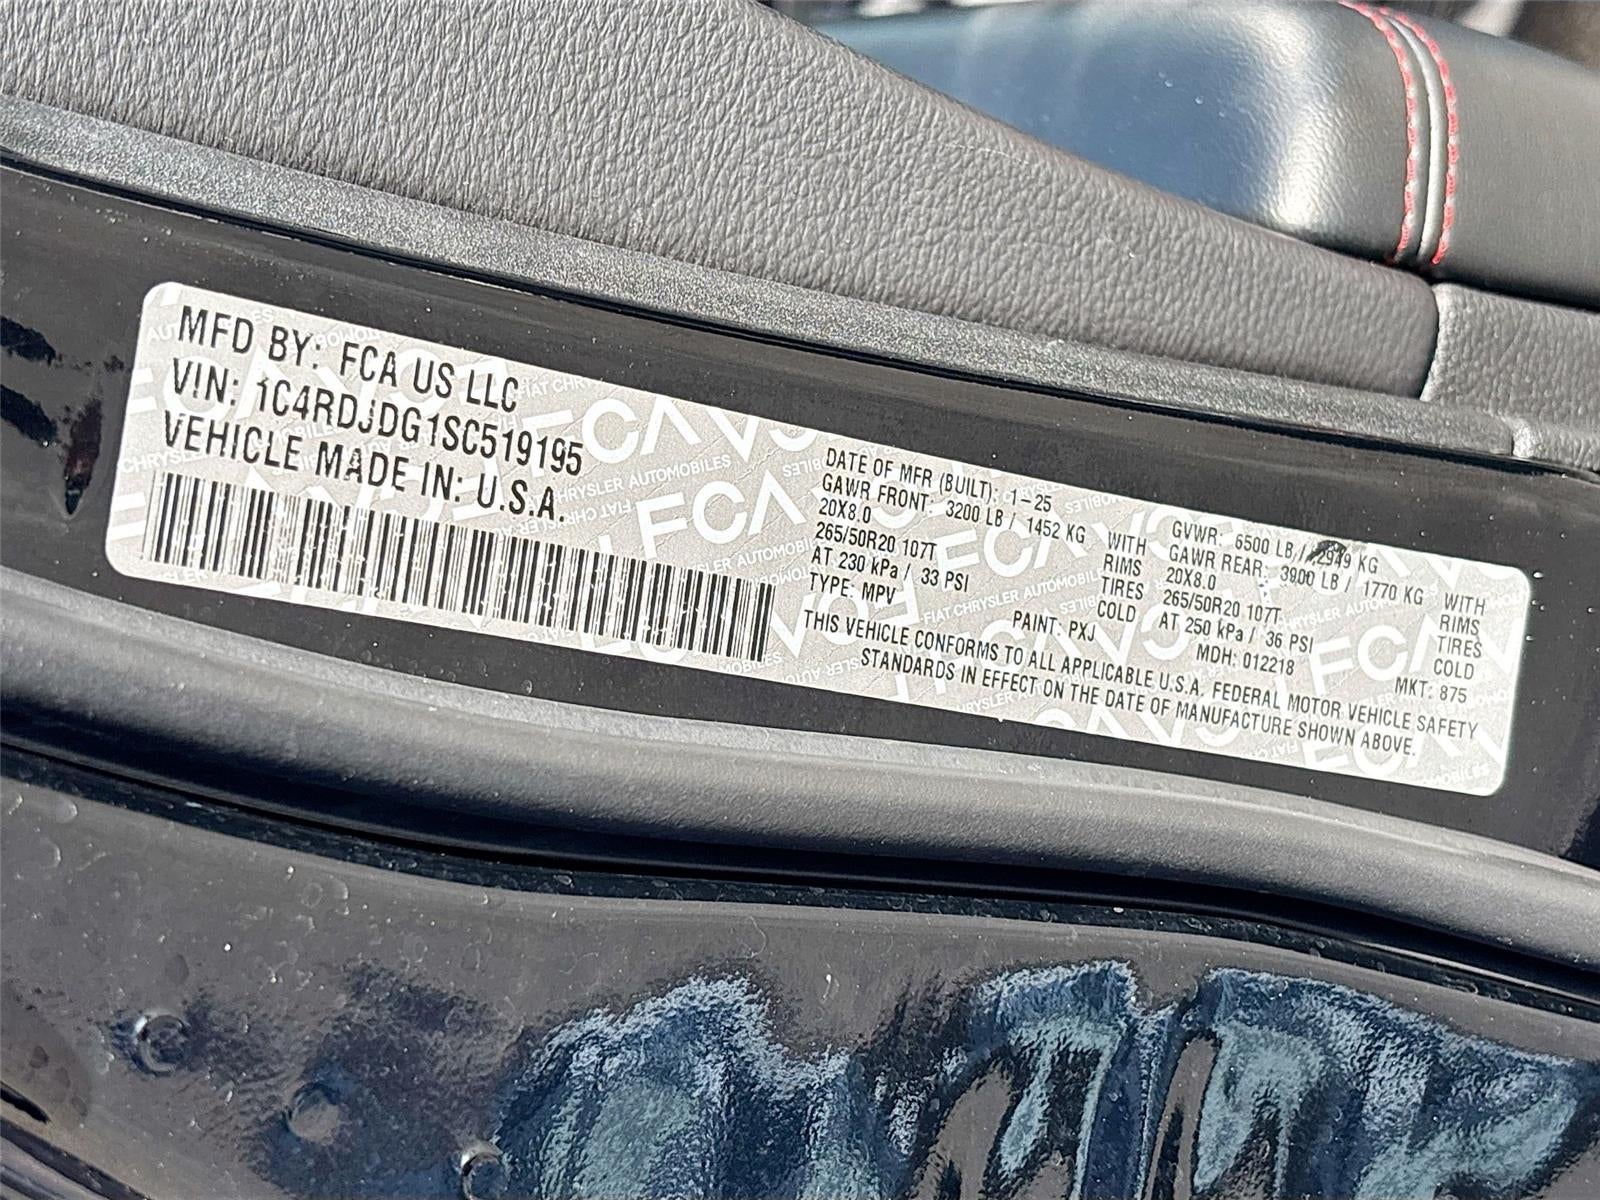 MFD BY: FCA US LLC
VIN: 1C4RDJDG1SC519195
VEHICLE MADE IN: U.S.A.
DATE OF MFR (BUILT): 1-25
GAWR FRONT: 3200 LB / 1452 KG WITH
20X8.0 RIMS
265/50R20 107T TIRES
AT 230 kPa / 33 PSI COLD
TYPE: MPV
PAINT: PXJ
GVWR: 6500 LB / 2949 KG
GAWR REAR: 3900 LB / 1770 KG WITH
20X8.0 RIMS
265/50R20 107T TIRES
AT 250 kPa / 36 PSI COLD
MDH: 012218
MKT: 875
THIS VEHICLE CONFORMS TO ALL APPLICABLE U.S.A. FEDERAL MOTOR VEHICLE SAFETY
STANDARDS IN EFFECT ON THE DATE OF MANUFACTURE SHOWN ABOVE.
FCA
FIAT CHRYSLER AUTOMOBILES